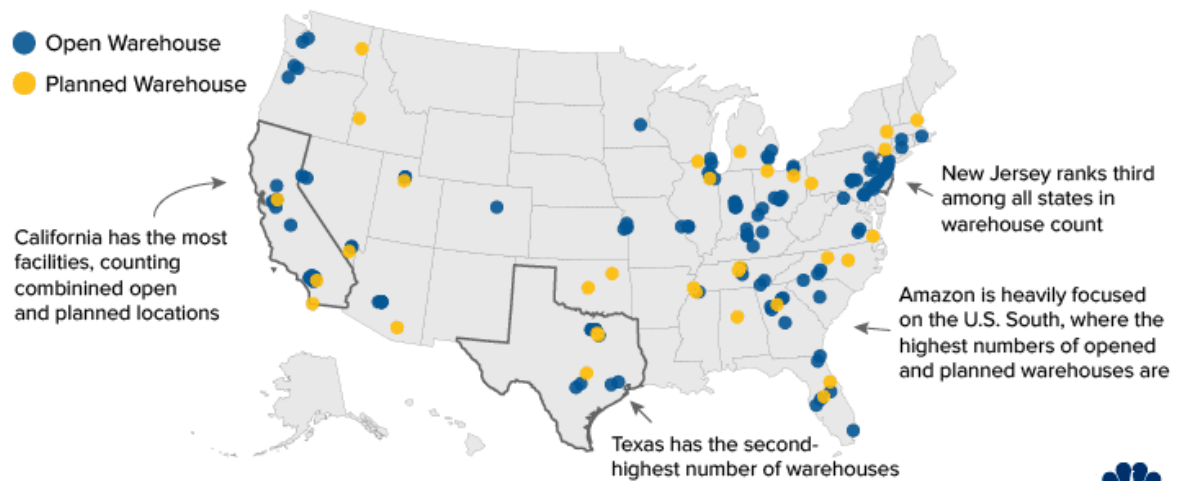 Open Warehouse
Planned Warehouse
California has the most
facilities, counting
combinined open
and planned locations
New Jersey ranks third
among all states in
warehouse count
Amazon is heavily focused
on the U.S. South, where the
highest numbers of opened
and planned warehouses are
Texas has the second-
highest number of warehouses